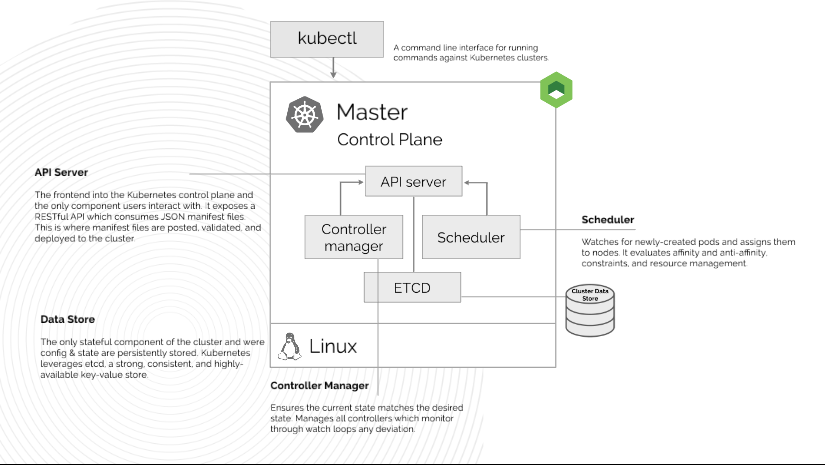 kubectl
A command line interface for running
commands against Kubernetes clusters.
Master
Control Plane
API Server
The frontend into the Kubernetes control plane and
the only component users interact with. It exposes a
RESTful API which consumes JSON manifest files.
This is where manifest files are posted, validated, and
deployed to the cluster
API server
Controller
manager
Scheduler
ETCD
Scheduler
Watches for newly-created pods and assigns them
to nodes. It evaluates affinity and anti-affinity,
constraints, and resource management.
Cluster Data
Store
Data Store
The only stateful component of the cluster and were
config & state are persistently stored. Kubernetes
leverages etcd, a strong, consistent, and highly-
available key-value store.
Linux
Controller Manager
Ensures the current state matches the desired
state. Manages all controllers which monitor
through watch loops any deviation.